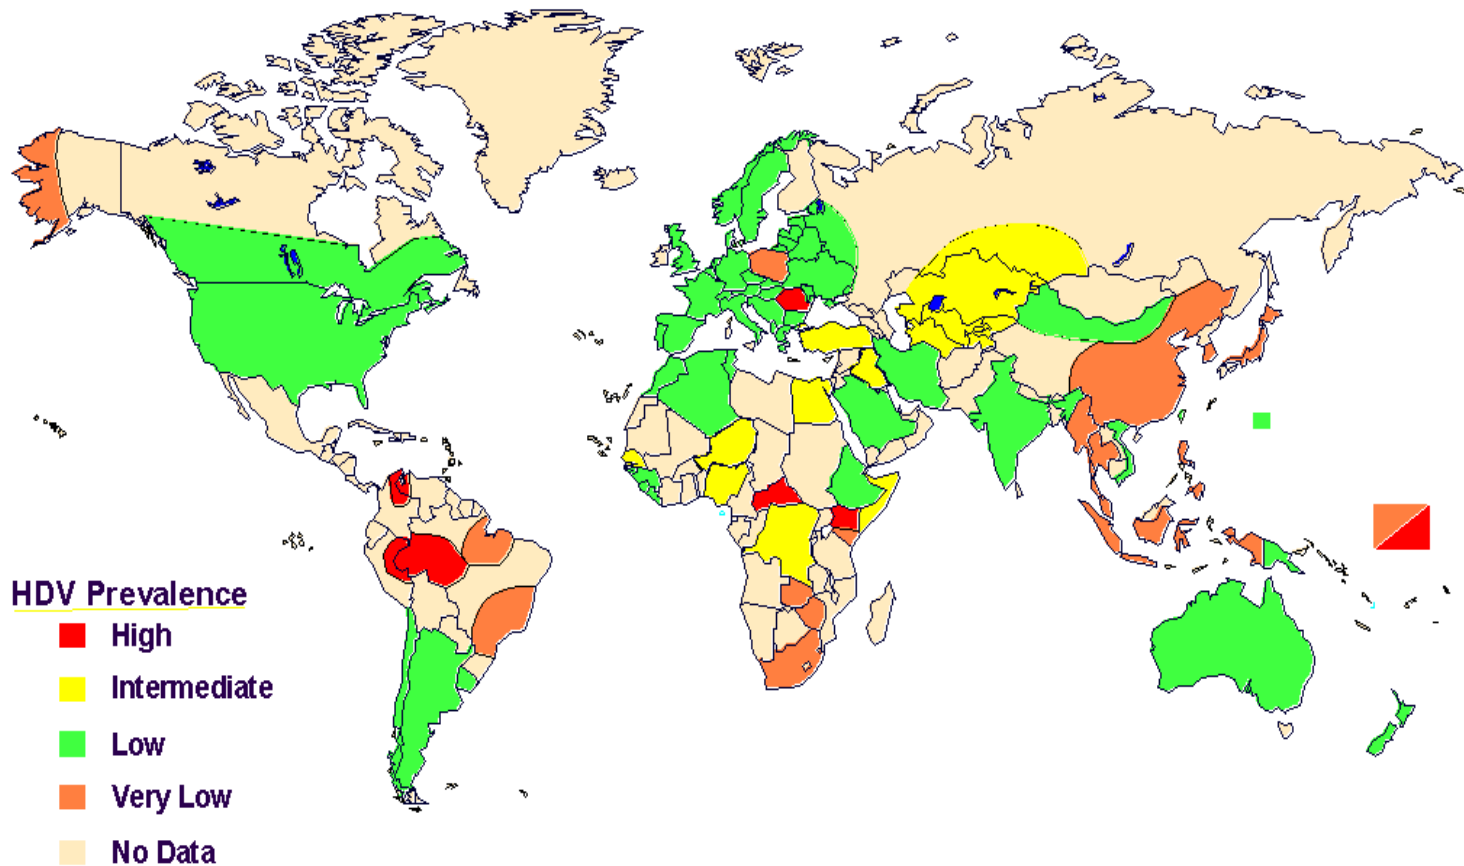 HDV Prevalence
High
Intermediate
Low
Very Low
No Data